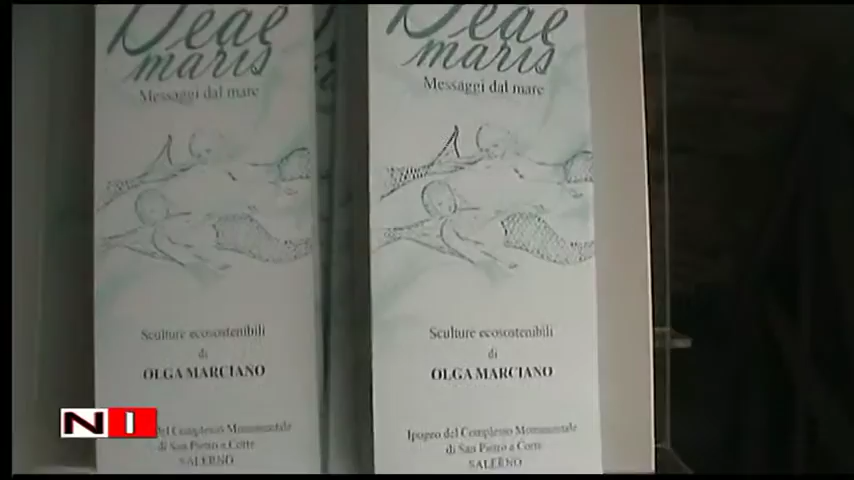 Deae
maris
Messaggi dal mare
Sculture ecosostenibili
di
OLGA MARCIANO
del Complesso Monumentale
di San Pietro a Corte
SALERNO
Deae
maris
Messaggi dal mare
Sculture ecosostenibili
di
OLGA MARCIANO
Ipogeo del Complesso Monumentale
di San Pietro a Corte
SALERNO
N1